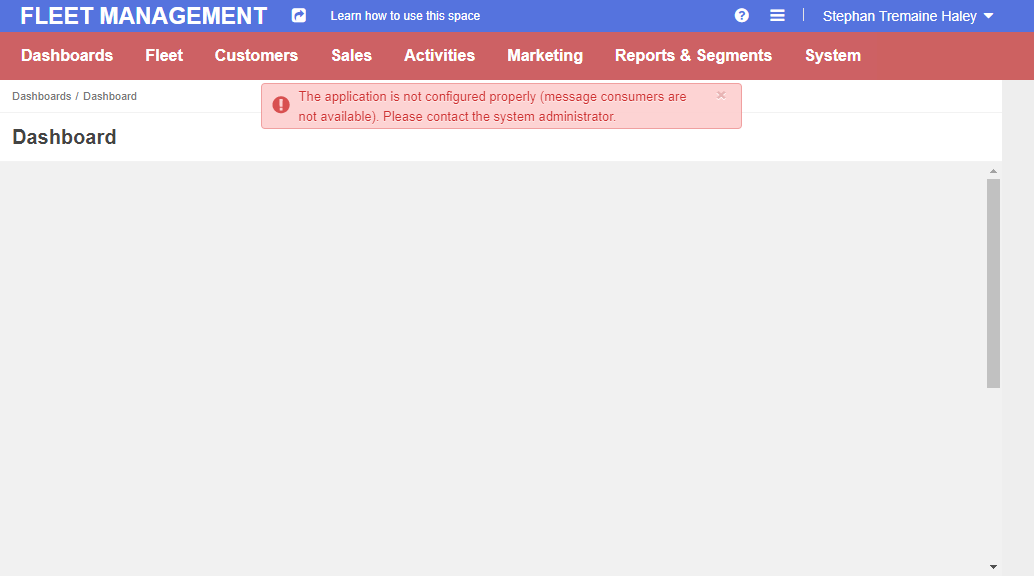 FLEET MANAGEMENT Learn how to use this space Stephan Tremaine Haley
Dashboards Fleet Customers Sales Activities Marketing Reports & Segments System
Dashboards / Dashboard
The application is not configured properly (message consumers are
not available). Please contact the system administrator.
Dashboard